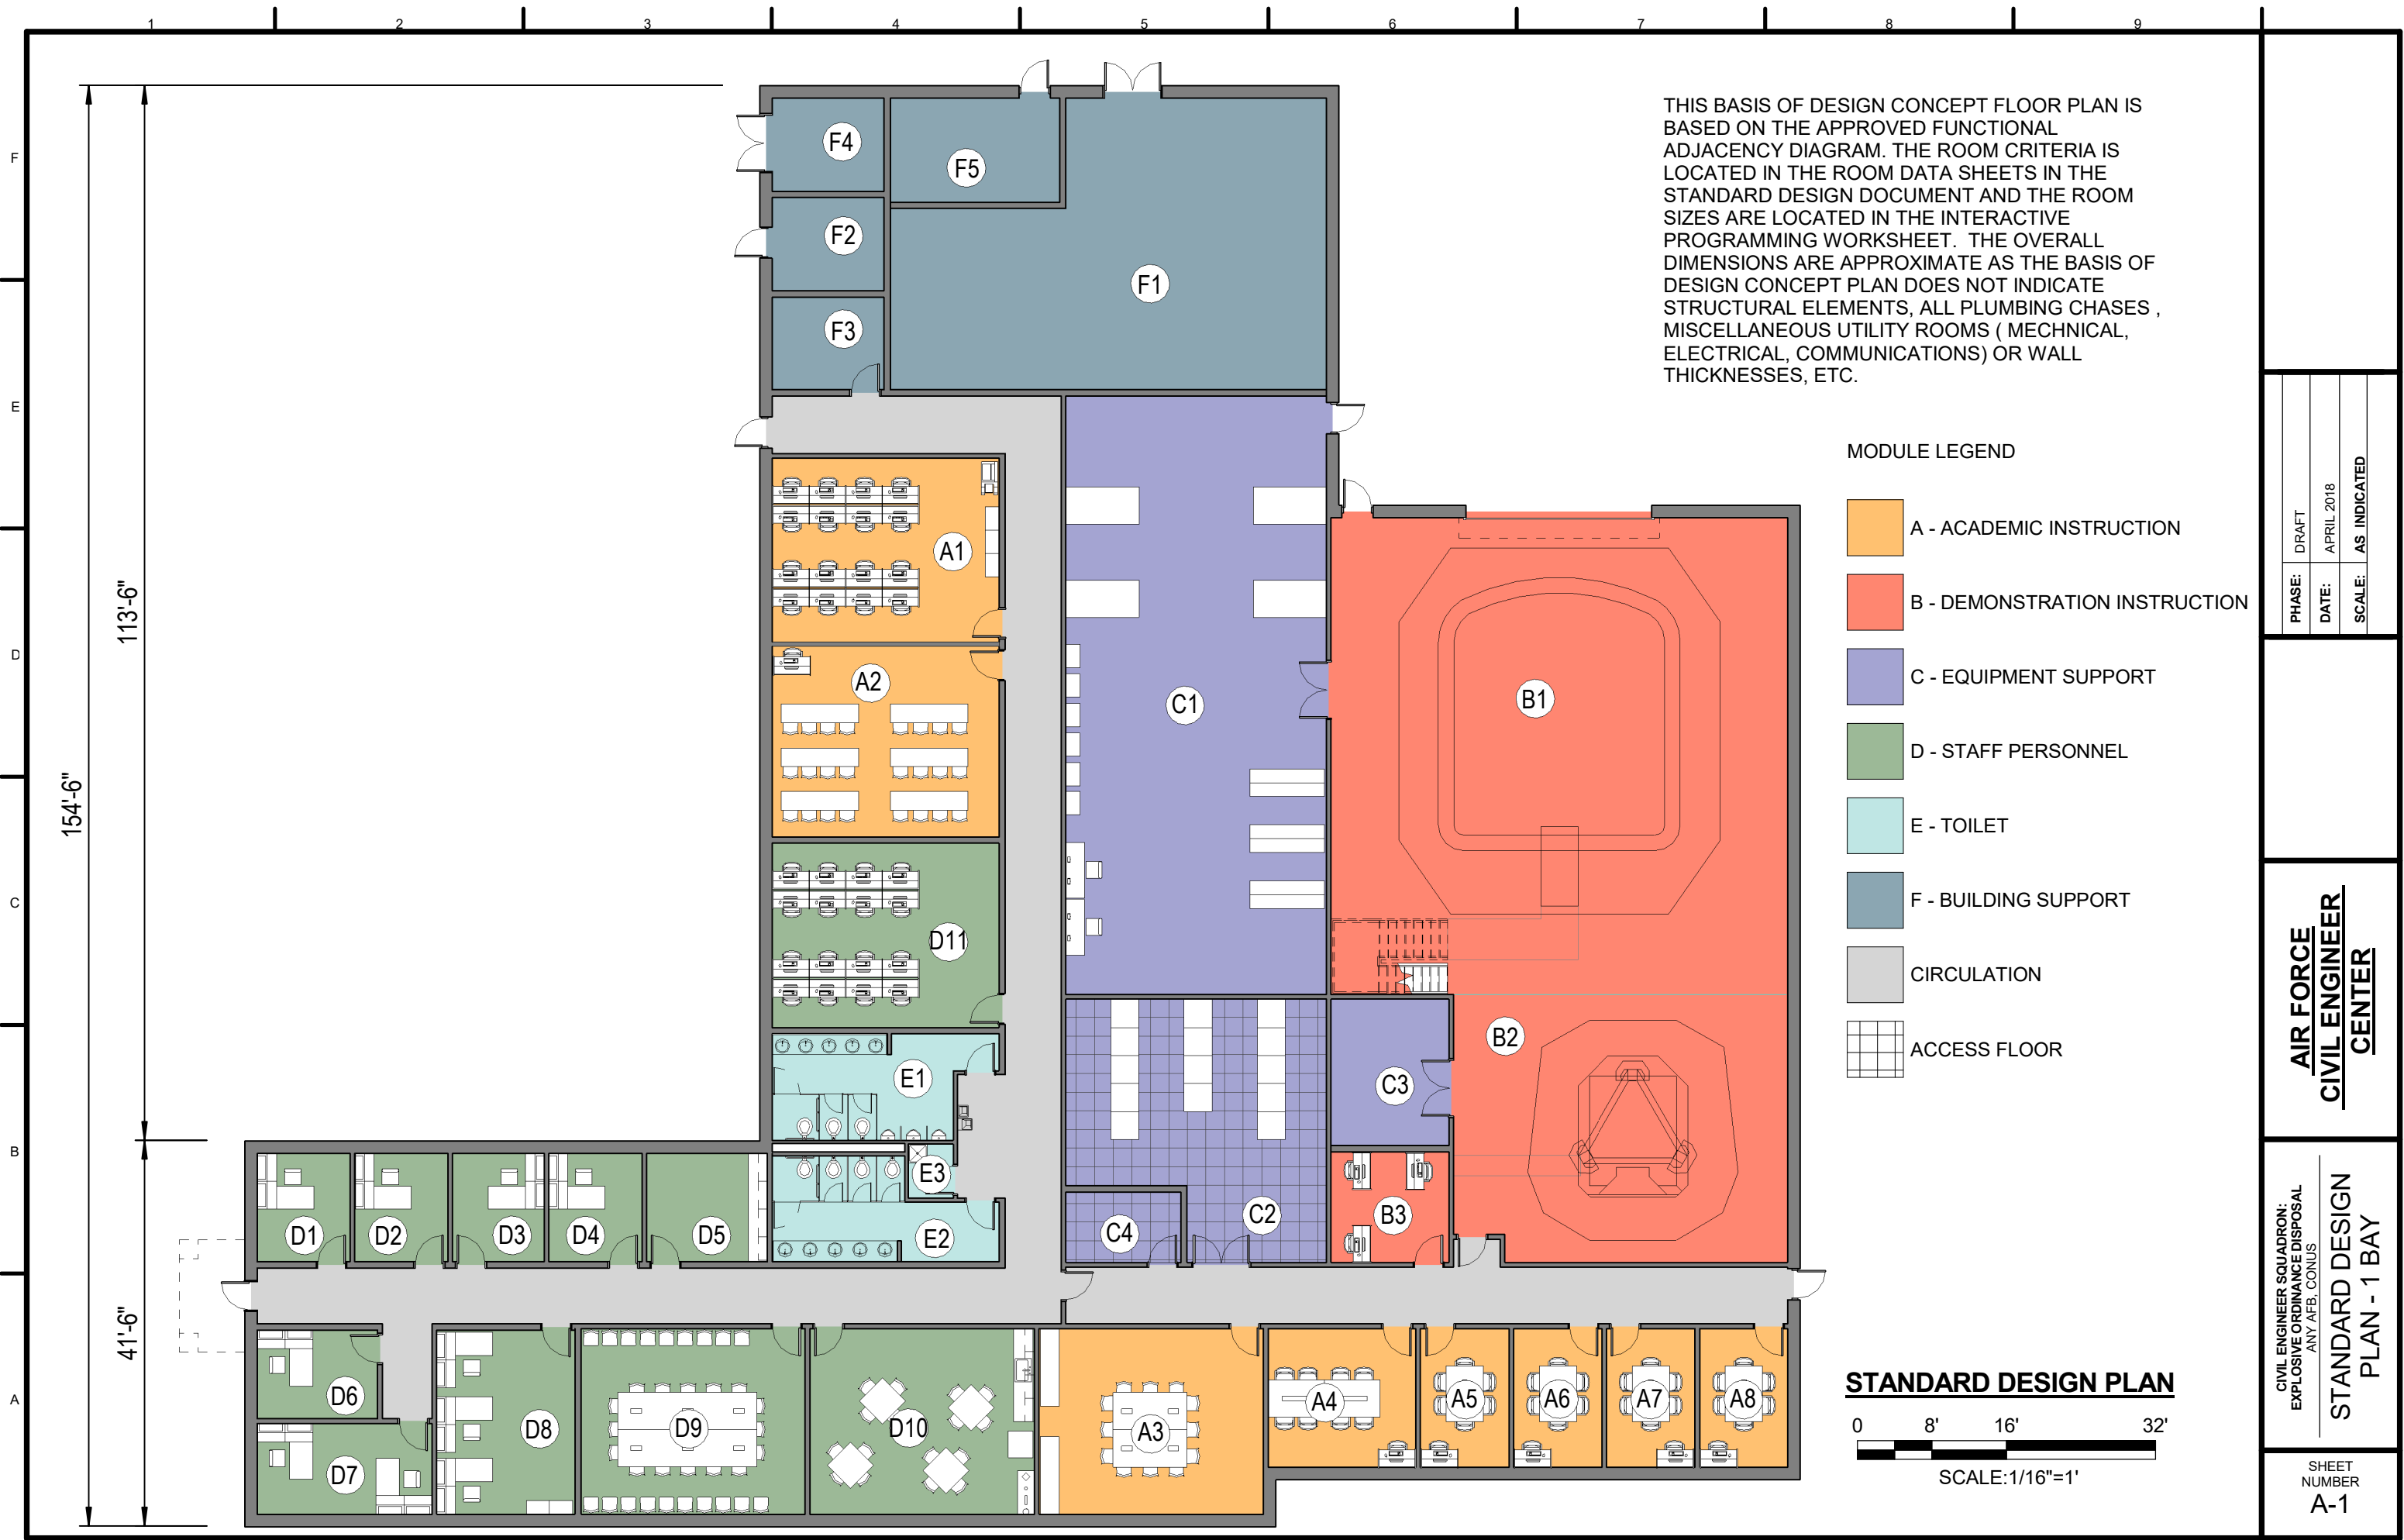 1 2 3 4 5 6 7 8 9
F
E
D
C
B
A
154'-6"
113'-6"
41'-6"
F4
F5
F2
F1
F3
A1
A2
C1
B1
D11
B2
E1
C3
E3
D1
D2
D3
D4
D5
E2
C4
C2
B3
D6
D7
D8
D9
D10
A3
A4
A5
A6
A7
A8
THIS BASIS OF DESIGN CONCEPT FLOOR PLAN IS
BASED ON THE APPROVED FUNCTIONAL
ADJACENCY DIAGRAM. THE ROOM CRITERIA IS
LOCATED IN THE ROOM DATA SHEETS IN THE
STANDARD DESIGN DOCUMENT AND THE ROOM
SIZES ARE LOCATED IN THE INTERACTIVE
PROGRAMMING WORKSHEET. THE OVERALL
DIMENSIONS ARE APPROXIMATE AS THE BASIS OF
DESIGN CONCEPT PLAN DOES NOT INDICATE
STRUCTURAL ELEMENTS, ALL PLUMBING CHASES ,
MISCELLANEOUS UTILITY ROOMS ( MECHNICAL,
ELECTRICAL, COMMUNICATIONS) OR WALL
THICKNESSES, ETC.
MODULE LEGEND
A - ACADEMIC INSTRUCTION
B - DEMONSTRATION INSTRUCTION
C - EQUIPMENT SUPPORT
D - STAFF PERSONNEL
E - TOILET
F - BUILDING SUPPORT
CIRCULATION
ACCESS FLOOR
STANDARD DESIGN PLAN
0 8' 16' 32'
SCALE:1/16"=1'
PHASE: DRAFT
DATE: APRIL 2018
SCALE: AS INDICATED
AIR FORCE
CIVIL ENGINEER
CENTER
CIVIL ENGINEER SQUADRON:
EXPLOSIVE ORDINANCE DISPOSAL
ANY AFB, CONUS
STANDARD DESIGN
PLAN - 1 BAY
SHEET
NUMBER
A-1